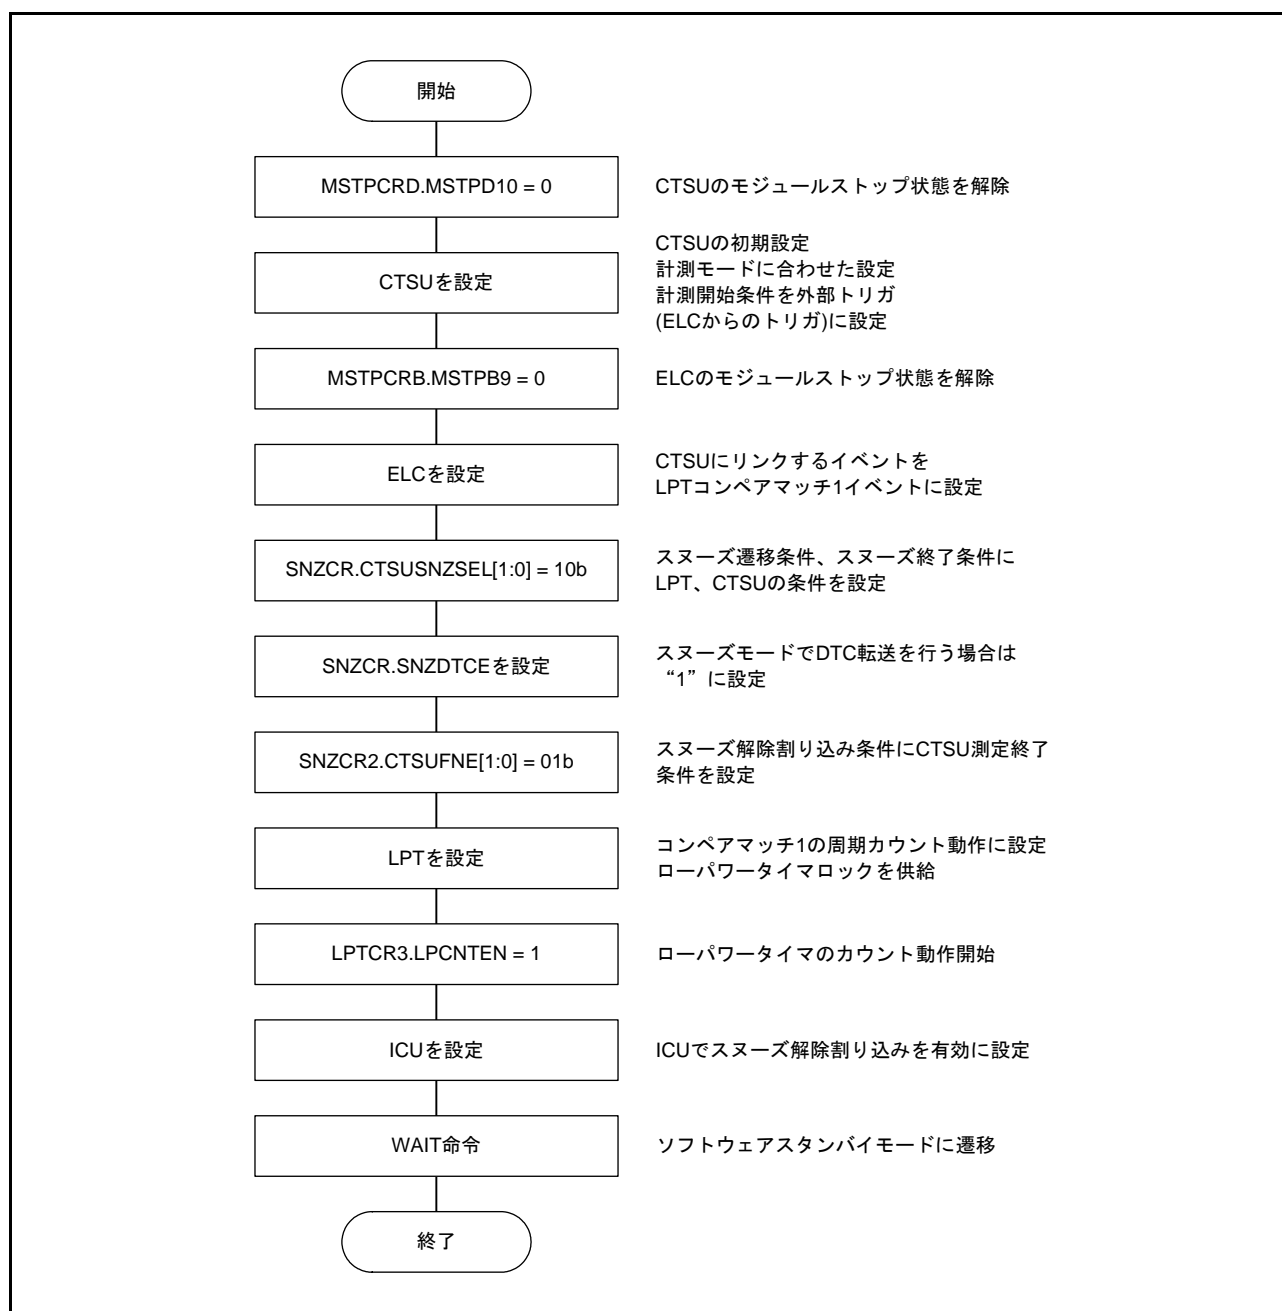 開始
MSTPCRD.MSTPD10 = 0
CTSUのモジュールストップ状態を解除
CTSUを設定
CTSUの初期設定
計測モードに合わせた設定
計測開始条件を外部トリガ
(ELCからのトリガ)に設定
MSTPCRB.MSTPB9 = 0
ELCのモジュールストップ状態を解除
ELCを設定
CTSUにリンクするイベントを
LPTコンペアマッチ1イベントに設定
SNZCR.CTSUSNZSEL[1:0] = 10b
スヌーズ遷移条件、スヌーズ終了条件に
LPT、CTSUの条件を設定
SNZCR.SNZDTCEを設定
スヌーズモードでDTC転送を行う場合は
“1”に設定
SNZCR2.CTSUFNE[1:0] = 01b
スヌーズ解除割り込み条件にCTSU測定終了
条件を設定
LPTを設定
コンペアマッチ1の周期カウント動作に設定
ローパワータイマロックを供給
LPTCR3.LPCNTEN = 1
ローパワータイマのカウント動作開始
ICUを設定
ICUでスヌーズ解除割り込みを有効に設定
WAIT命令
ソフトウェアスタンバイモードに遷移
終了